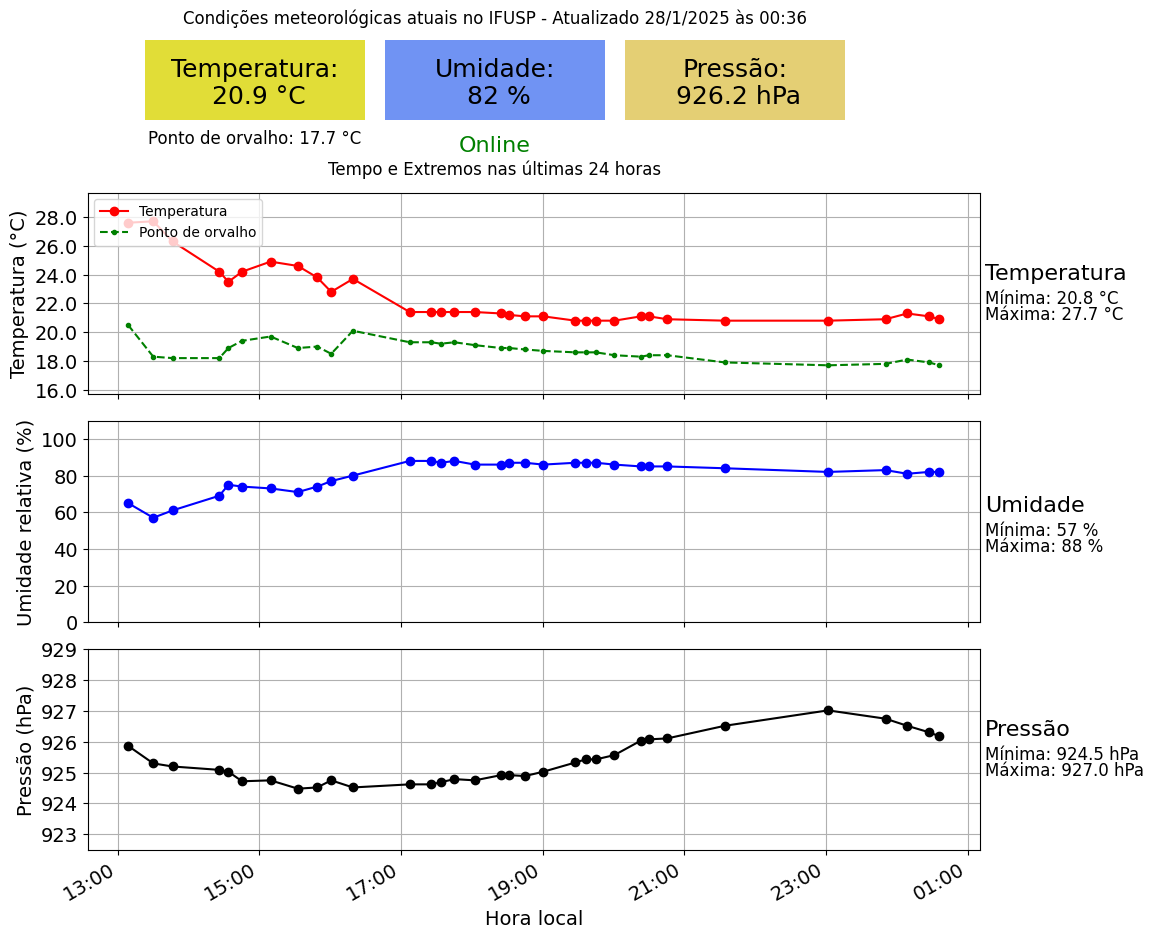 Condições meteorológicas atuais no IFUSP - Atualizado 28/1/2025 às 00:36
Temperatura:
20.9 °C
Umidade:
82 %
Pressão:
926.2 hPa
Ponto de orvalho: 17.7 °C
Online
Tempo e Extremos nas últimas 24 horas
Temperatura (°C)
28.0
26.0
24.0
22.0
20.0
18.0
16.0
Temperatura
Ponto de orvalho
Temperatura
Mínima: 20.8 °C
Máxima: 27.7 °C
Umidade relativa (%)
100
80
60
40
20
0
Umidade
Mínima: 57 %
Máxima: 88 %
Pressão (hPa)
929
928
927
926
925
924
923
Pressão
Mínima: 924.5 hPa
Máxima: 927.0 hPa
13:00
15:00
17:00
19:00
21:00
23:00
01:00
Hora local